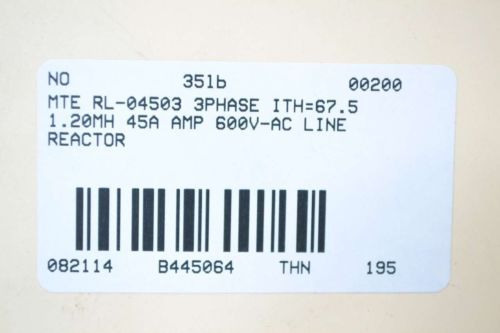 NO 35lb 00200
MTE RL-04503 3PHASE ITH=67.5
1.20MH 45A AMP 600V-AC LINE
REACTOR
082114 B445064 THN 195